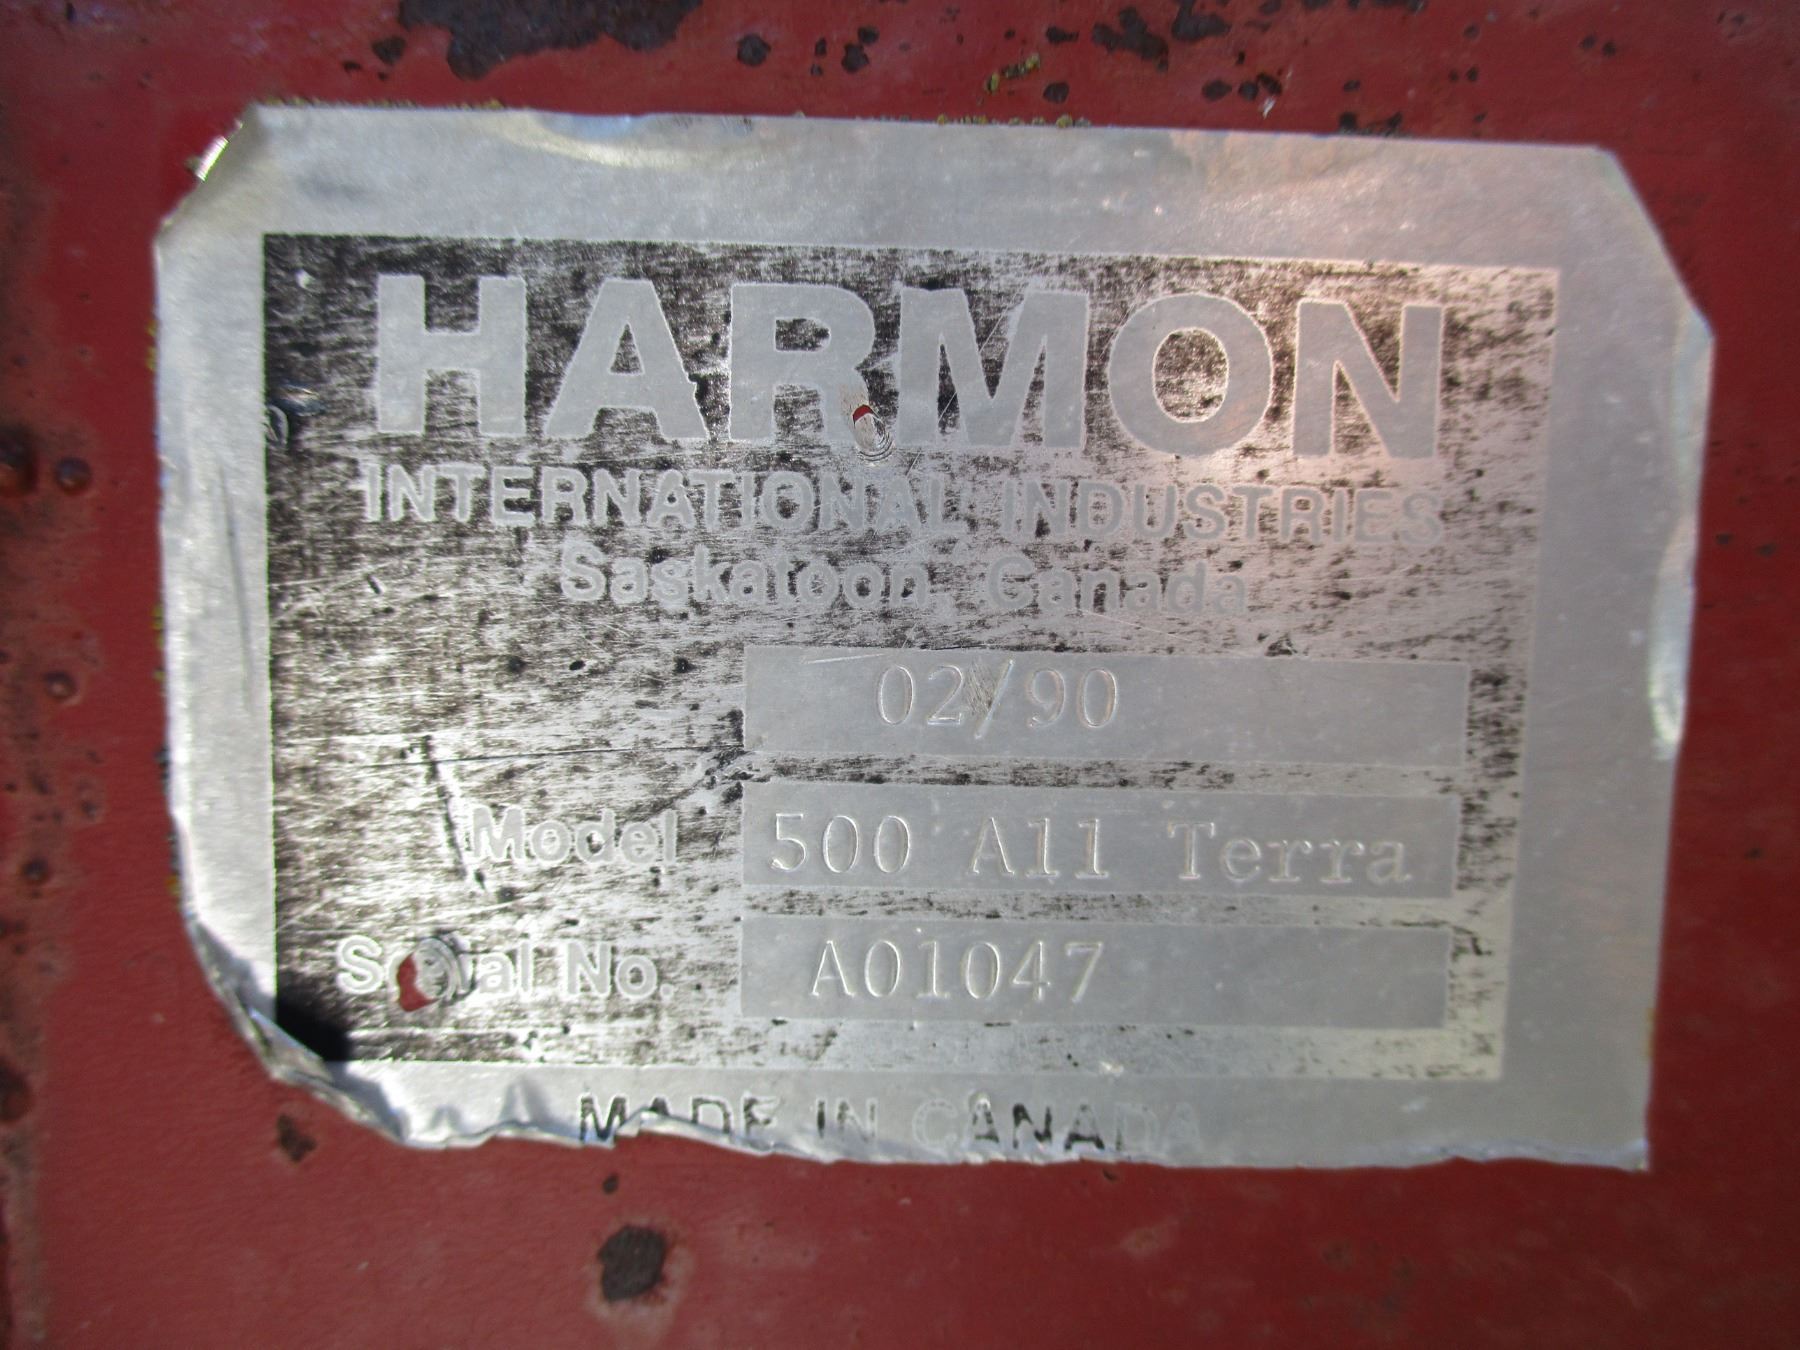 HARMON
INTERNATIONAL INDUSTRIES
Saskatoon, Canada
02/90
Model 500 All Terra
Serial No. A01047
MADE IN CANADA